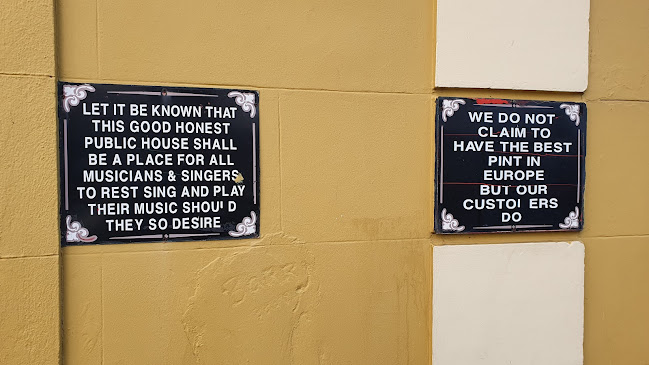 LET IT BE KNOWN THAT
THIS GOOD HONEST
PUBLIC HOUSE SHALL
BE A PLACE FOR ALL
MUSICIANS & SINGERS
TO REST SING AND PLAY
THEIR MUSIC SHOULD
THEY SO DESIRE
WE DO NOT
CLAIM TO
HAVE THE BEST
PINT IN
EUROPE
BUT OUR
CUSTO ERS
DO